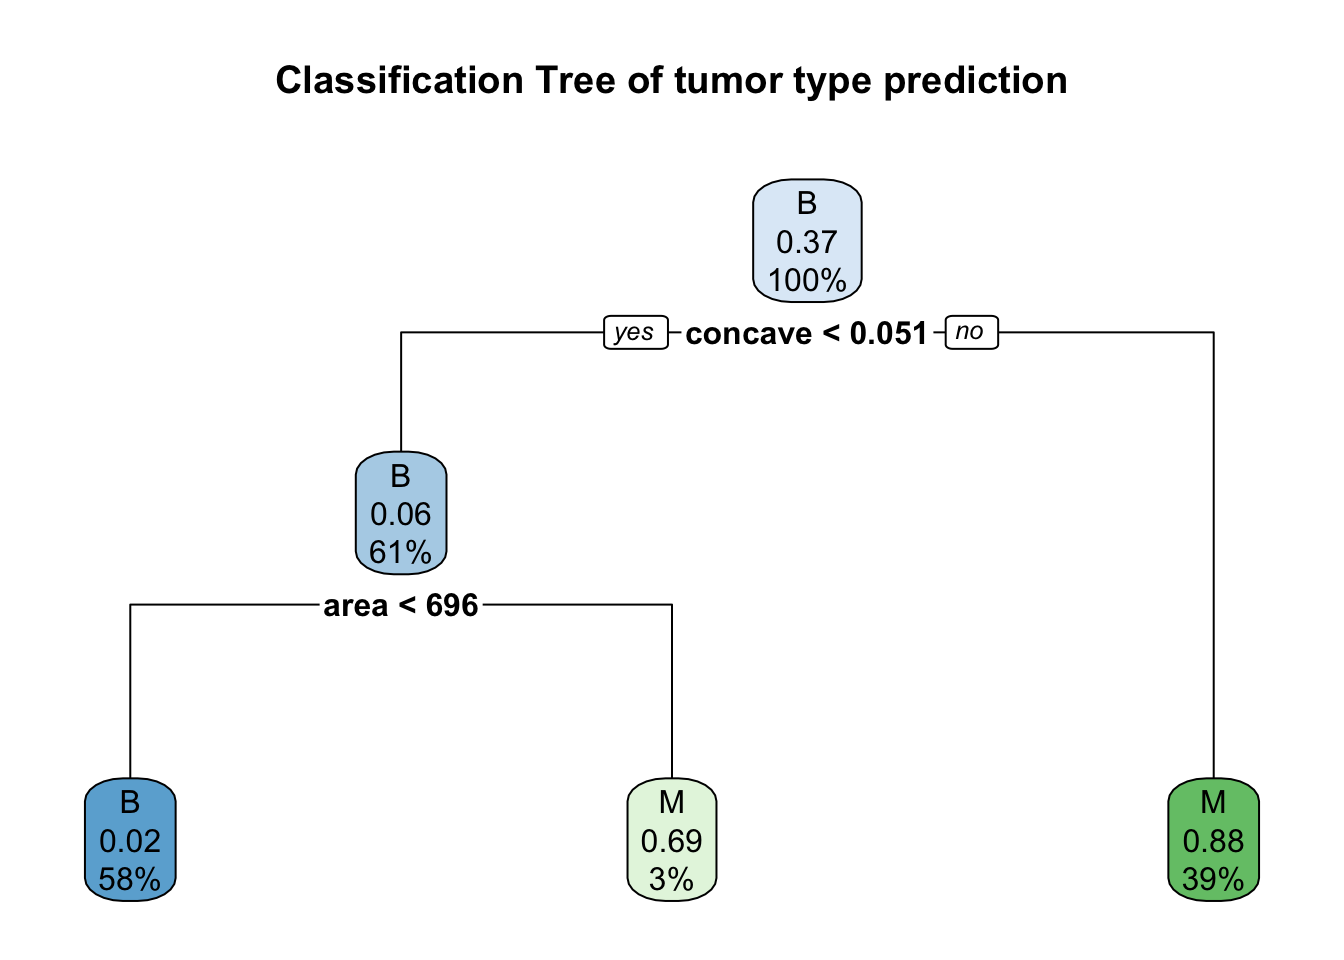 Classification Tree of tumor type prediction
B
0.37
100%
yes concave < 0.051 no
B
0.06
61%
area < 696
B
0.02
58%
M
0.69
3%
M
0.88
39%